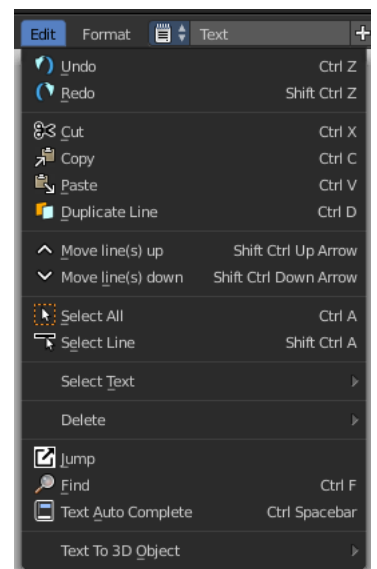 Edit Format Text
Undo Ctrl Z
Redo Shift Ctrl Z
Cut Ctrl X
Copy Ctrl C
Paste Ctrl V
Duplicate Line Ctrl D
Move line(s) up Shift Ctrl Up Arrow
Move line(s) down Shift Ctrl Down Arrow
Select All Ctrl A
Select Line Shift Ctrl A
Select Text
Delete
Jump
Find Ctrl F
Text Auto Complete Ctrl Spacebar
Text To 3D Object